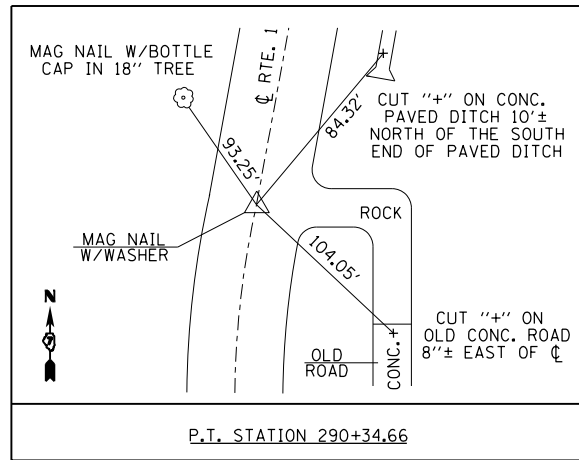 MAG NAIL W/BOTTLE
CAP IN 18" TREE
℄ RTE. 1
84.32'
CUT "+" ON CONC.
PAVED DITCH 10'±
NORTH OF THE SOUTH
END OF PAVED DITCH
93.25'
ROCK
MAG NAIL
W/WASHER
104.05'
N
CUT "+" ON
OLD CONC. ROAD
8"± EAST OF ℄
OLD
ROAD
CONC.
P.T. STATION 290+34.66